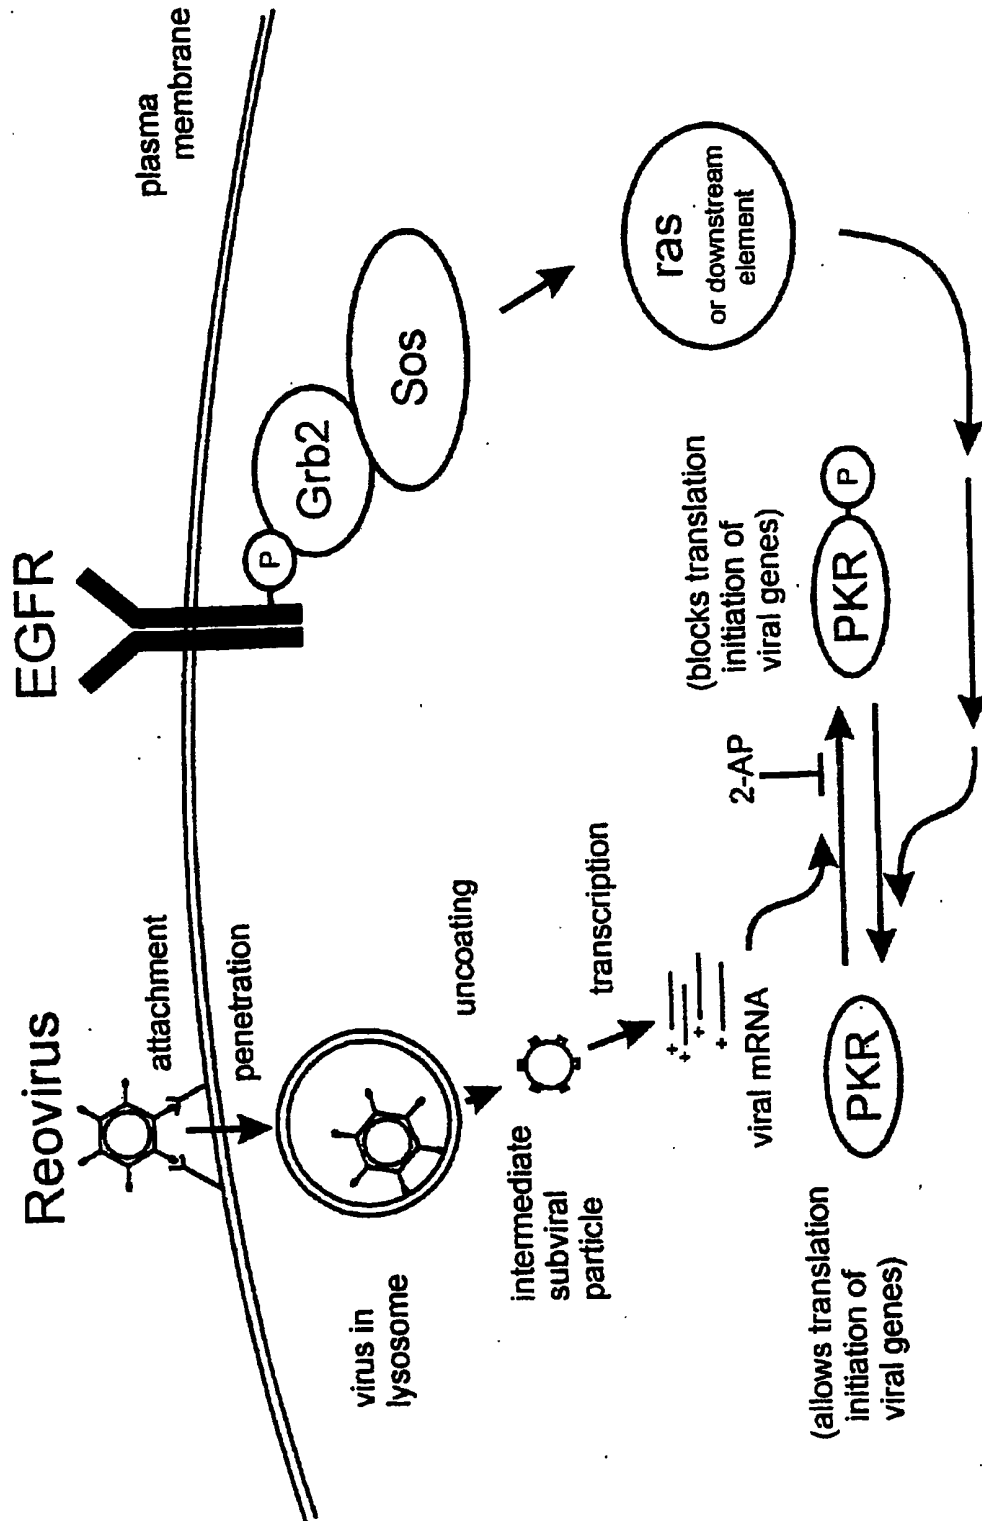 Reovirus
EGFR
plasma
membrane
attachment
penetration
P
Grb2
Sos
virus in
lysosome
uncoating
ras
or downstream
element
intermediate
subviral
particle
transcription
+
+
+
+
viral mRNA
2-AP
(blocks translation
initiation of
viral genes)
(allows translation
initiation of
viral genes)
PKR
PKR
P